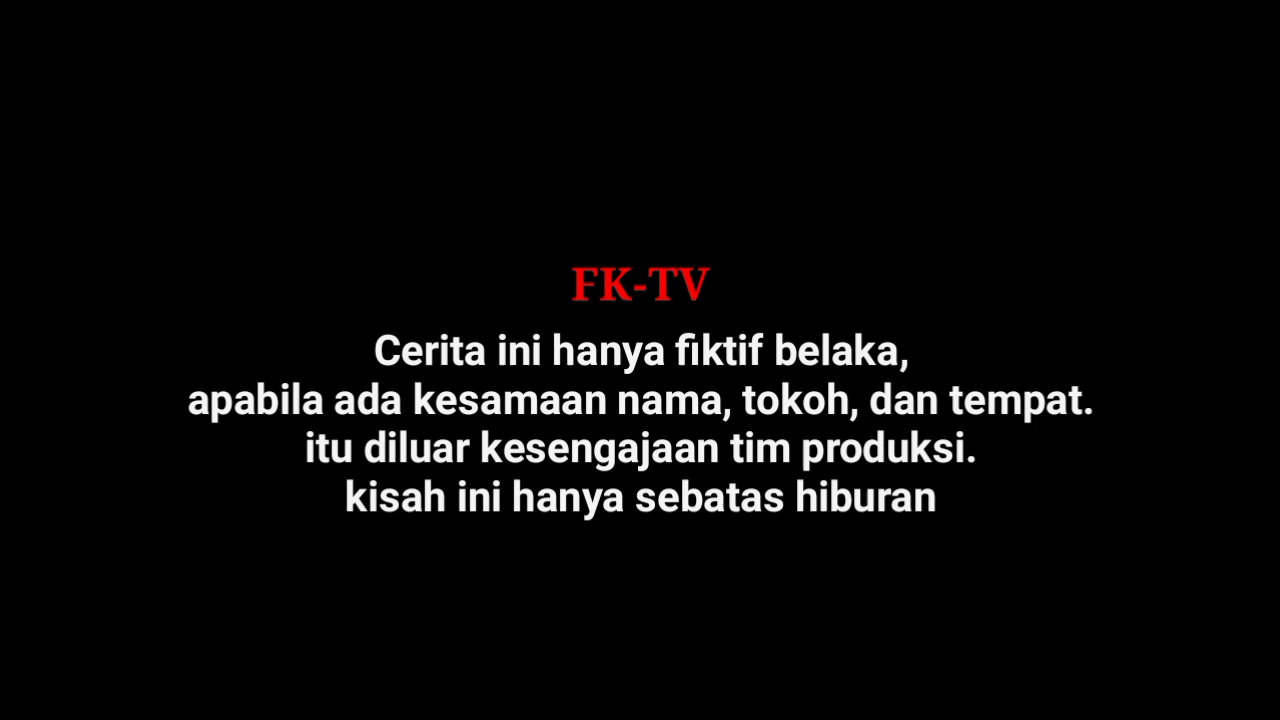 FK-TV
Cerita ini hanya fiktif belaka,
apabila ada kesamaan nama, tokoh, dan tempat.
itu diluar kesengajaan tim produksi.
kisah ini hanya sebatas hiburan